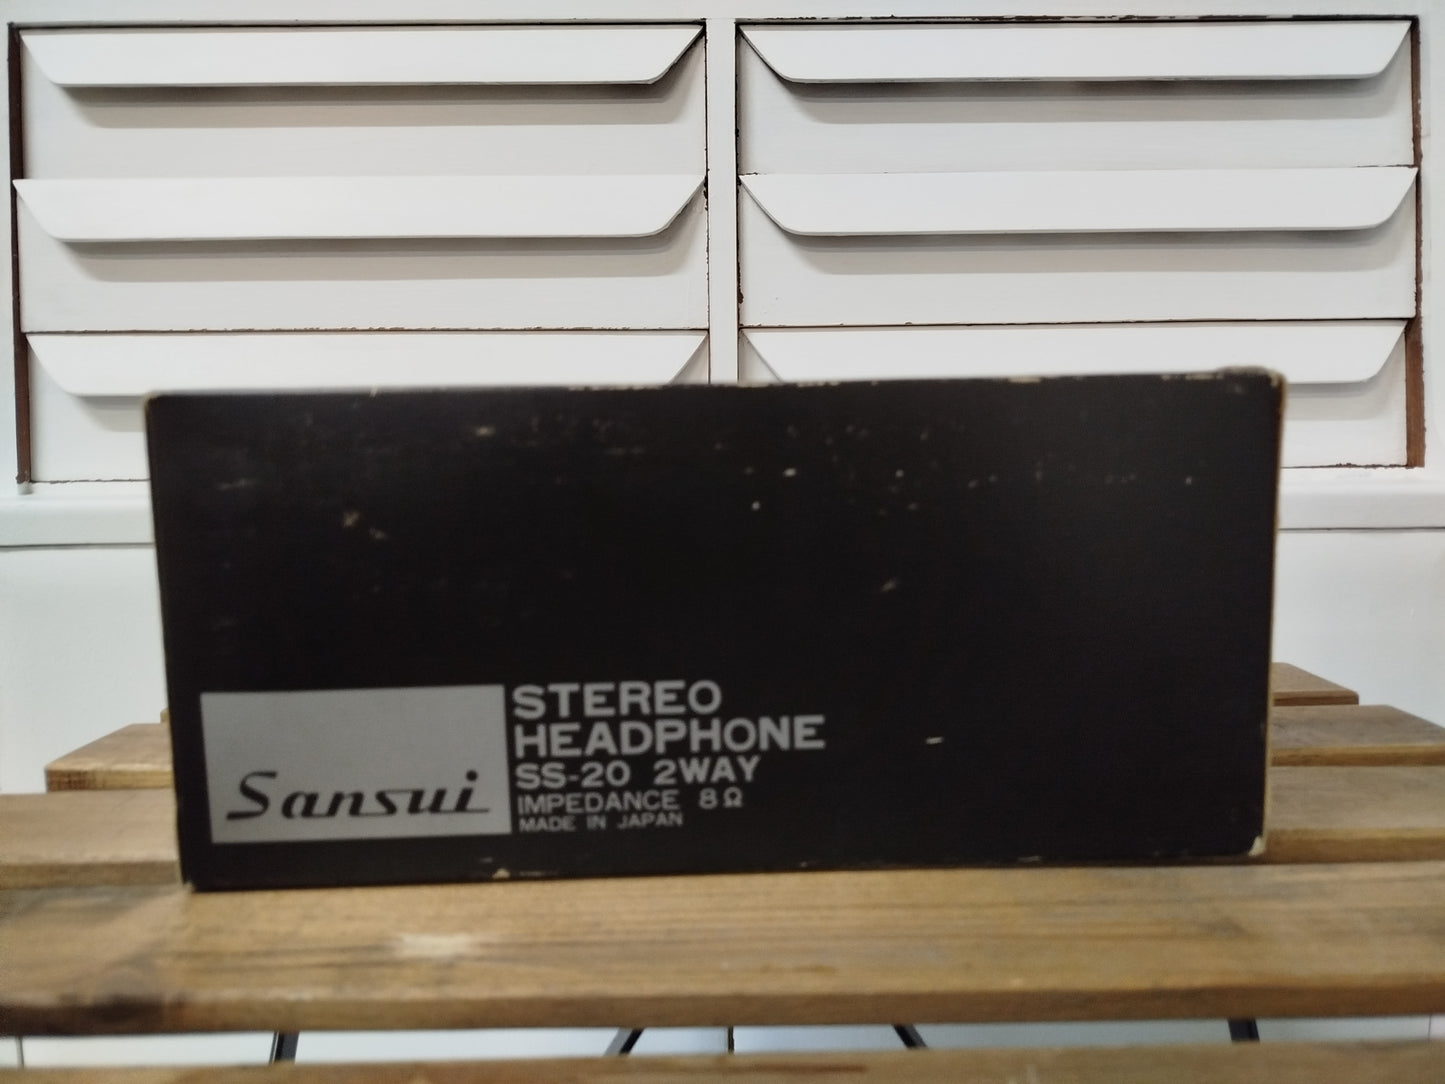 Sansui
STEREO
HEADPHONE
SS-20 2WAY
IMPEDANCE 8Ω
MADE IN JAPAN